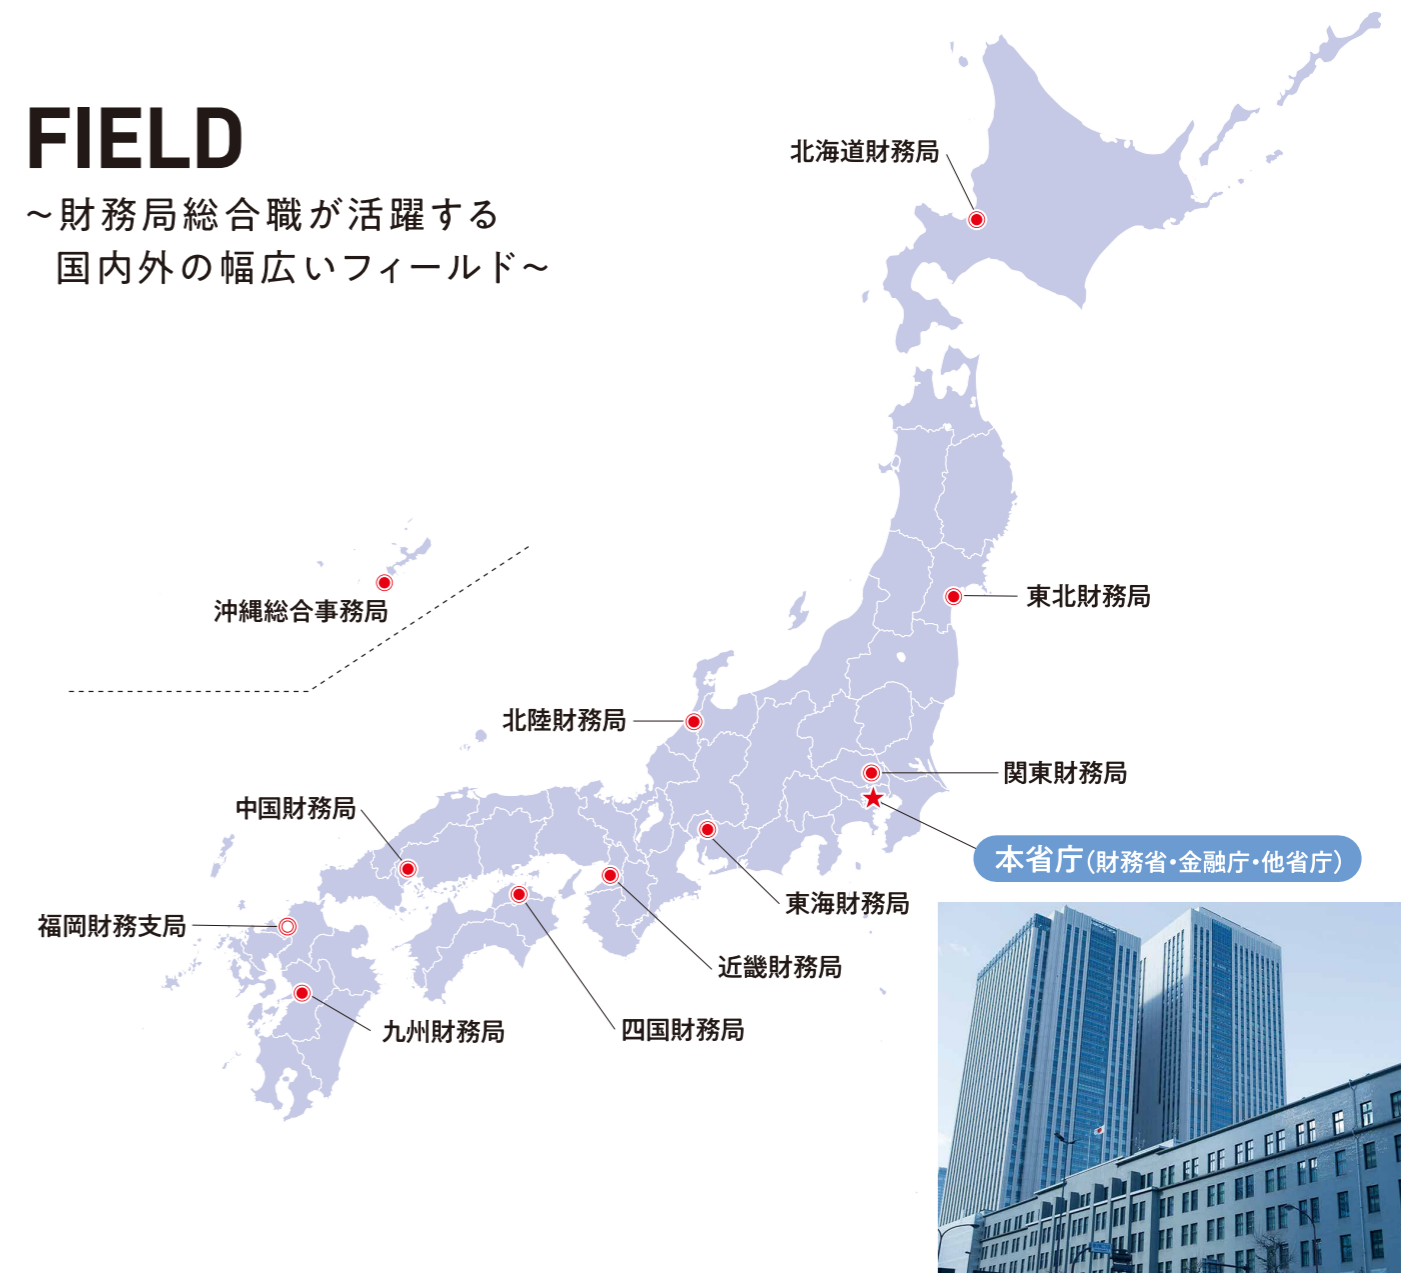 FIELD
～財務局総合職が活躍する
国内外の幅広いフィールド～
北海道財務局
東北財務局
沖縄総合事務局
北陸財務局
関東財務局
中国財務局
本省庁（財務省・金融庁・他省庁）
東海財務局
福岡財務支局
近畿財務局
九州財務局
四国財務局